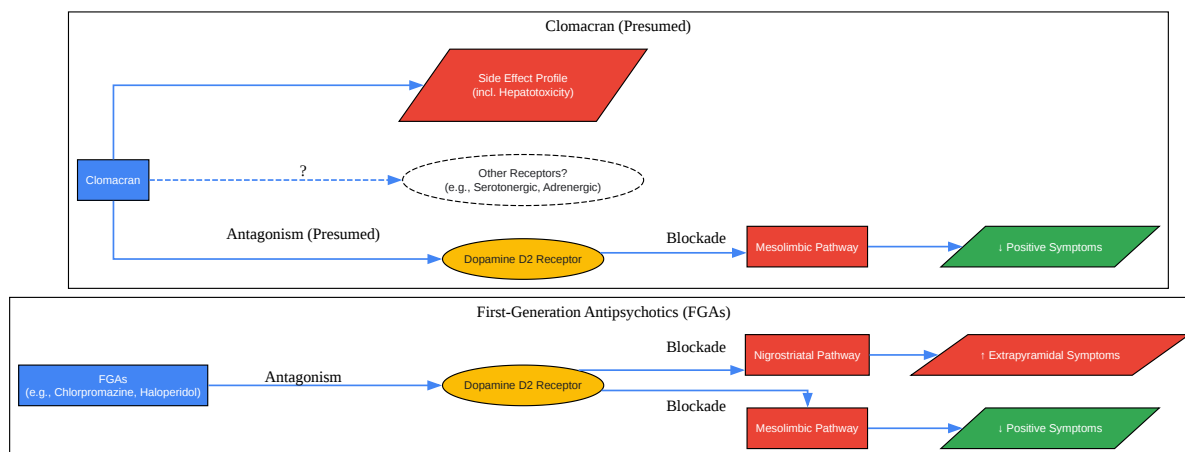 Clomacran (Presumed)
Side Effect Profile
(incl. Hepatotoxicity)
Clomacran
?
Other Receptors?
(e.g., Serotonergic, Adrenergic)
Antagonism (Presumed)
Dopamine D2 Receptor
Blockade
Mesolimbic Pathway
↓ Positive Symptoms
First-Generation Antipsychotics (FGAs)
FGAs
(e.g., Chlorpromazine, Haloperidol)
Antagonism
Dopamine D2 Receptor
Blockade
Nigrostriatal Pathway
↑ Extrapyramidal Symptoms
Blockade
Mesolimbic Pathway
↓ Positive Symptoms